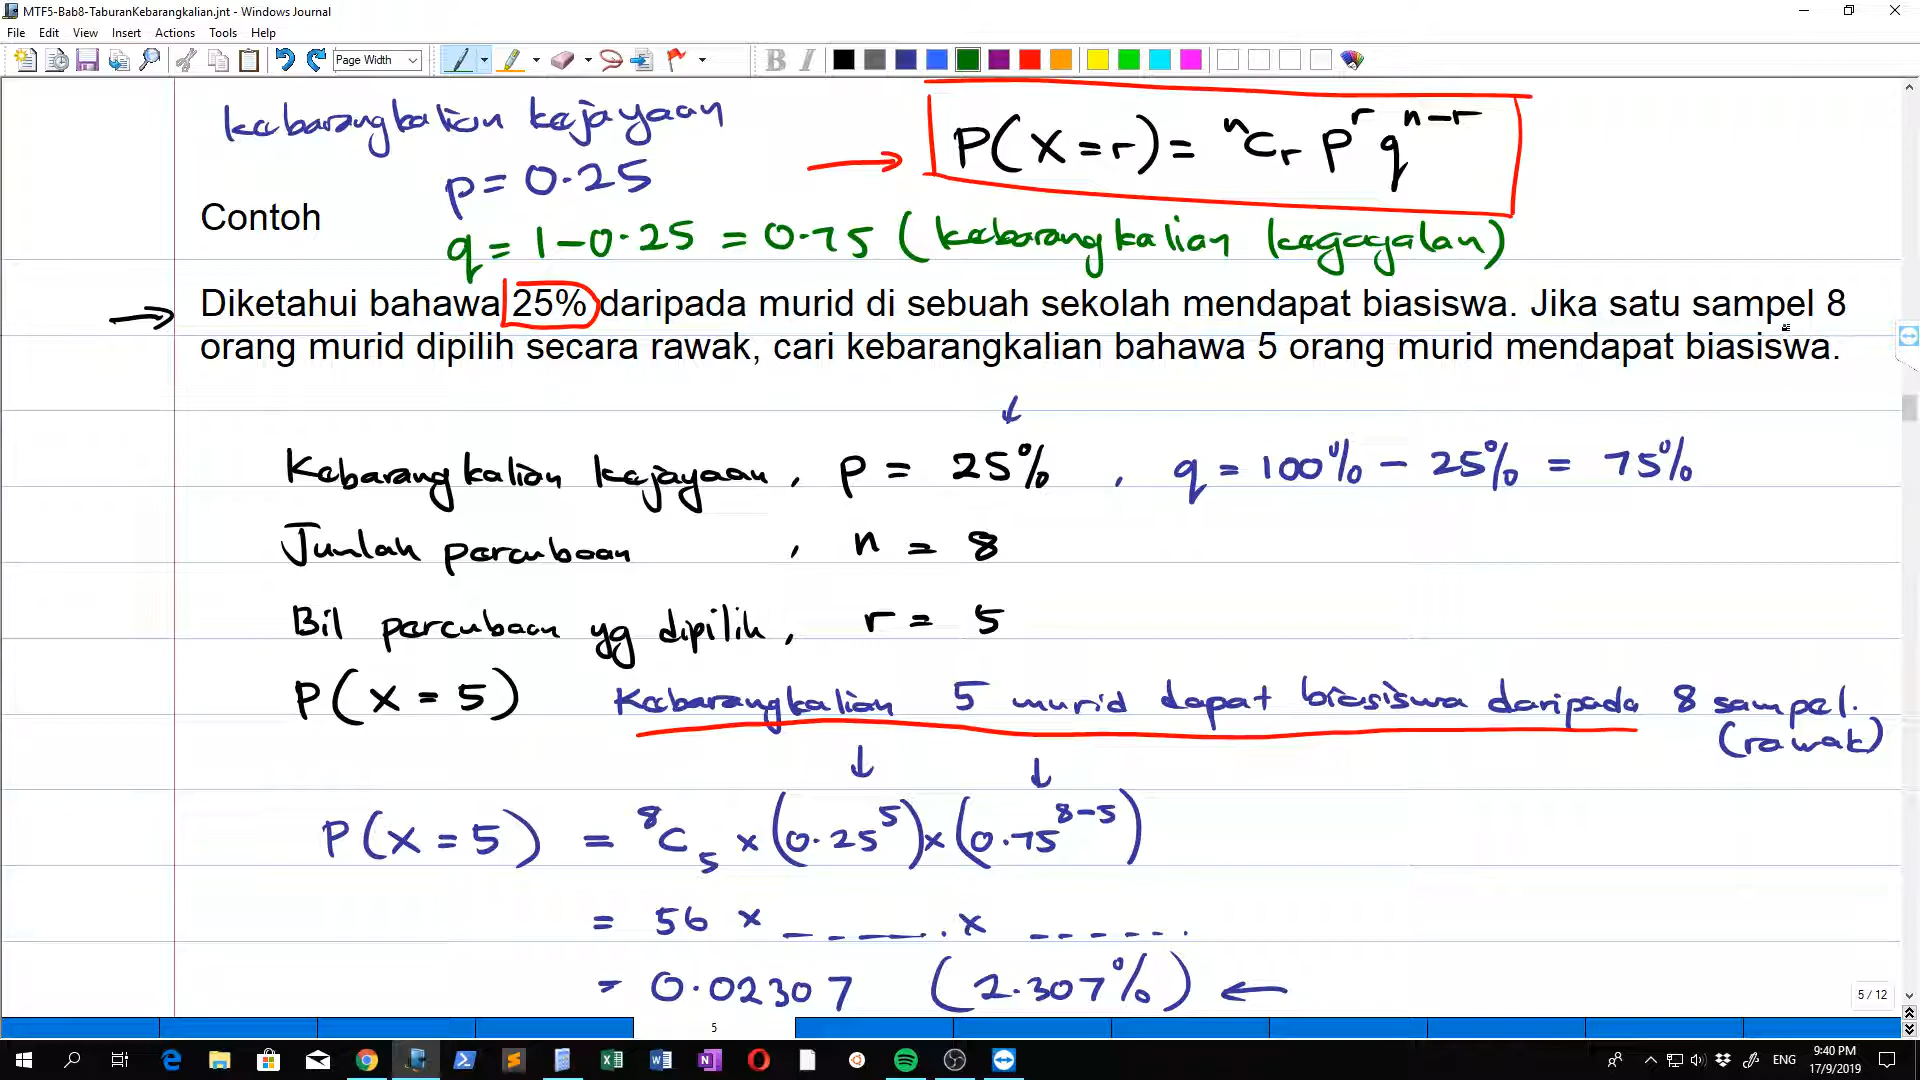 MTF5-Bab8-TaburanKebarangkalian.jnt - Windows Journal
File Edit View Insert Actions Tools Help
Page Width
B I
kebarangkalian kejayaan
P(X=r) = ⁿCᵣ pʳ qⁿ⁻ʳ
p = 0.25
Contoh
q = 1-0.25 = 0.75 (kebarangkalian kegagalan)
Diketahui bahawa 25% daripada murid di sebuah sekolah mendapat biasiswa. Jika satu sampel 8
orang murid dipilih secara rawak, cari kebarangkalian bahawa 5 orang murid mendapat biasiswa.
Kebarangkalian kejayaan, p = 25% , q = 100% - 25% = 75%
Jumlah percubaan , n = 8
Bil percubaan yg dipilih, r = 5
P(X = 5) Kebarangkalian 5 murid dapat biasiswa daripada 8 sampel.
(rawak)
P(X = 5) = ⁸C₅ × (0.25⁵) × (0.75⁸⁻⁵)
= 56 × _ _ ___. × _ _ _ _ _ .
= 0.02307 (2.307%) ←
5 / 12
5
ENG
9:40 PM
17/9/2019